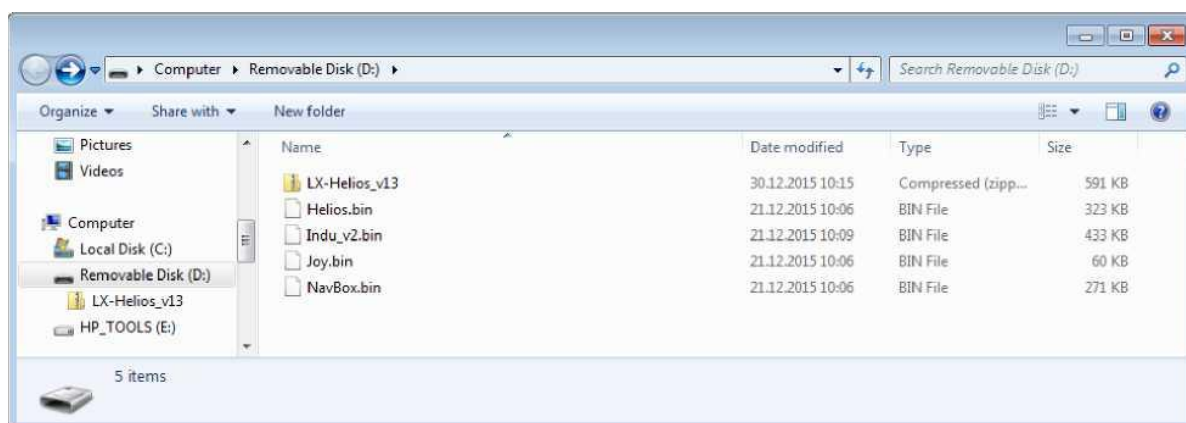 Computer Removable Disk (D:) Search Removable Disk (D:)
Organize Share with New folder
Pictures Name Date modified Type Size
Videos LX-Helios_v13 30.12.2015 10:15 Compressed (zipp... 591 KB
Helios.bin 21.12.2015 10:06 BIN File 323 KB
Computer Indu_v2.bin 21.12.2015 10:09 BIN File 433 KB
Local Disk (C:) Joy.bin 21.12.2015 10:06 BIN File 60 KB
Removable Disk (D:) NavBox.bin 21.12.2015 10:06 BIN File 271 KB
LX-Helios_v13
HP_TOOLS (E:)
5 items